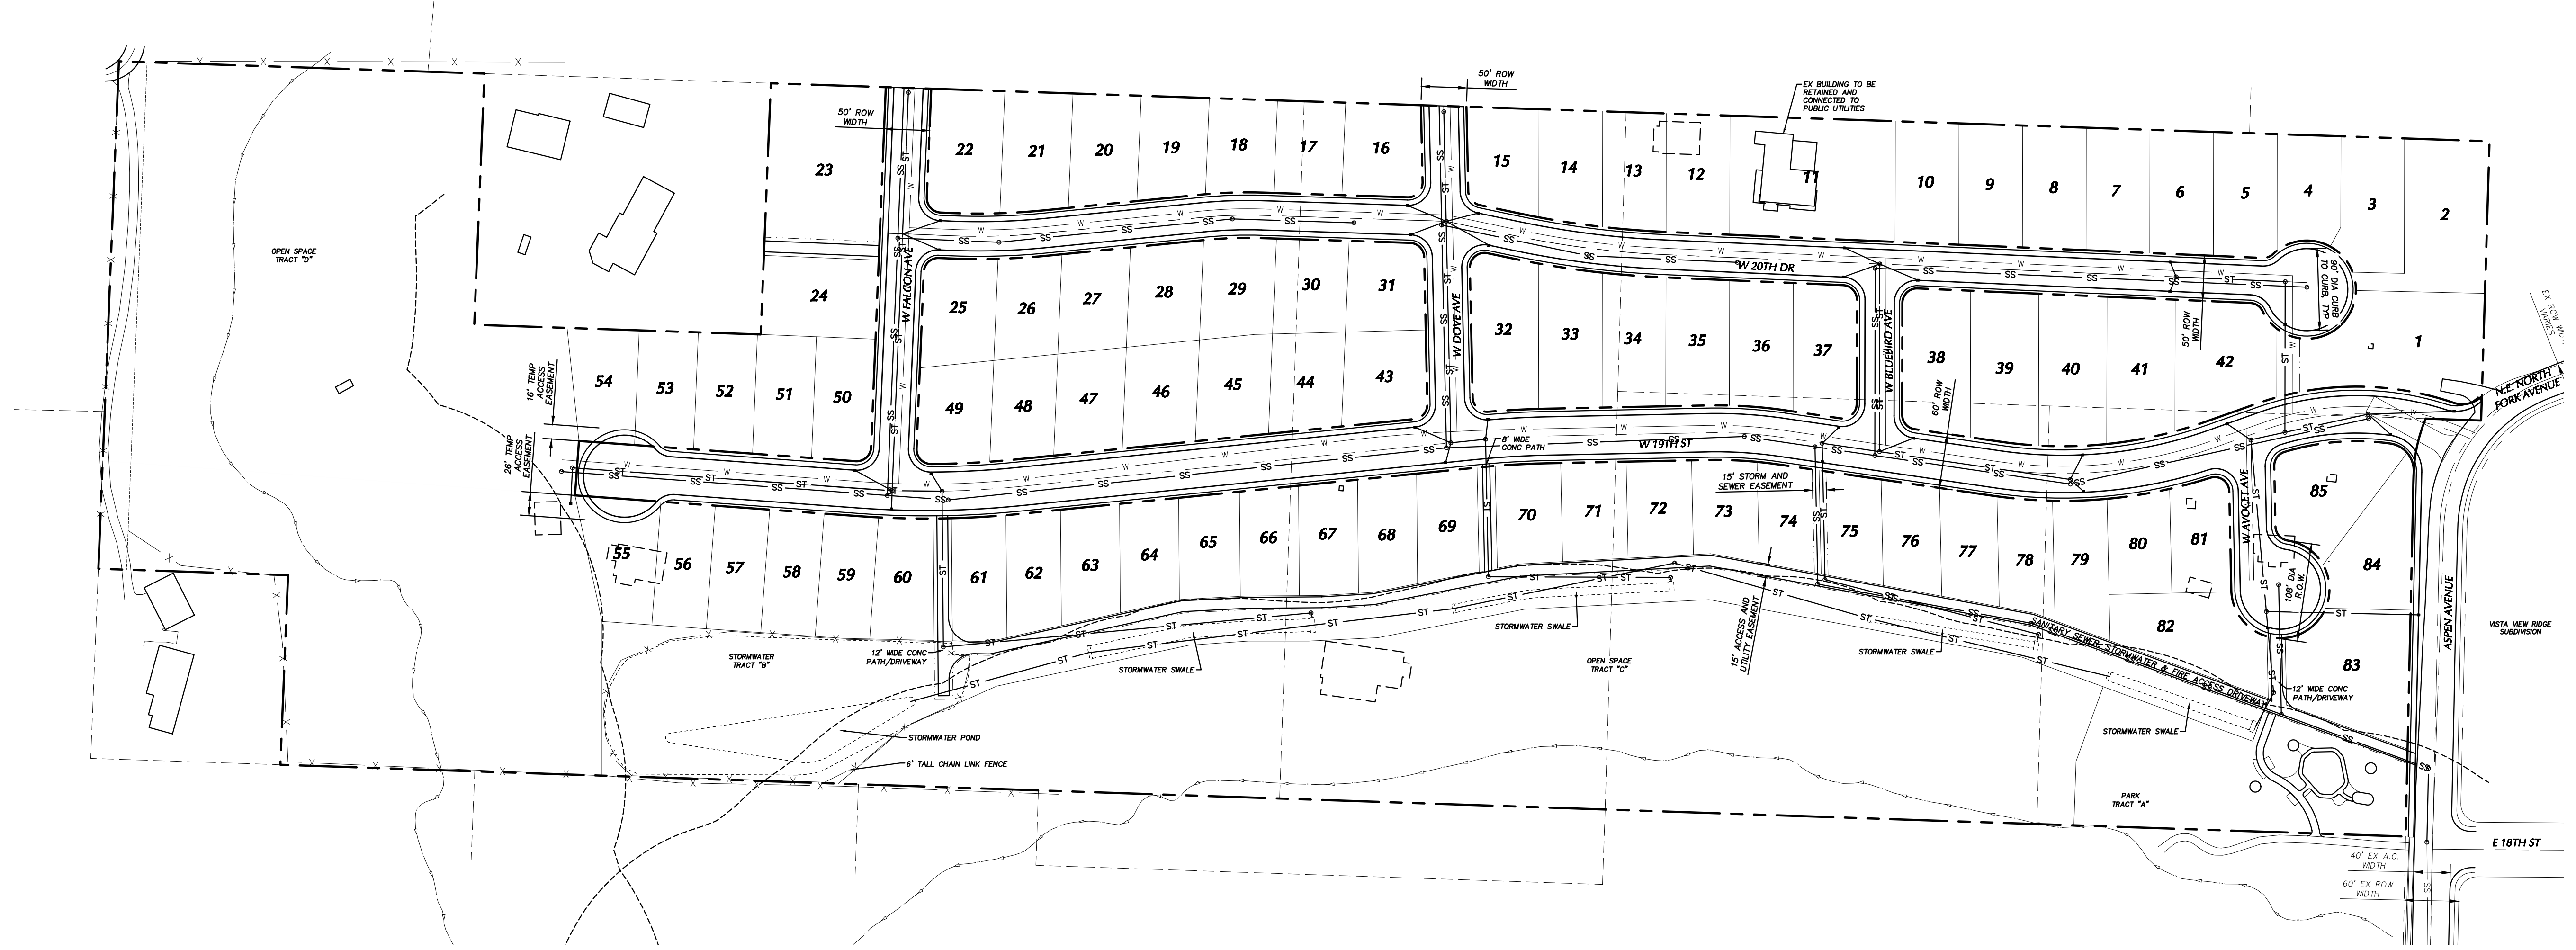 50' ROW
WIDTH
EX BUILDING TO BE
RETAINED AND
CONNECTED TO
PUBLIC UTILITIES
50' ROW
WIDTH
23
22
21
20
19
18
17
16
15
14
13
12
11
10
9
8
7
6
5
4
3
2
OPEN SPACE
TRACT "D"
W FALCON AVE
W 20TH DR
90' DIA CURB
TO CURB, TYP
24
25
26
27
28
29
30
31
W DOVE AVE
32
33
34
35
36
37
W BLUEBIRD AVE
38
39
40
41
42
50' ROW
WIDTH
1
EX ROW WIDTH
VARIES
N.E. NORTH
FORK AVENUE
16' TEMP
ACCESS
EASEMENT
54
53
52
51
50
49
48
47
46
45
44
43
60' ROW
WIDTH
26' TEMP
ACCESS
EASEMENT
8' WIDE
CONC PATH
W 19TH ST
15' STORM AND
SEWER EASEMENT
W AVOCET AVE
85
55
56
57
58
59
60
61
62
63
64
65
66
67
68
69
70
71
72
73
74
75
76
77
78
79
80
81
108' DIA
R.O.W.
84
ASPEN AVENUE
82
83
VISTA VIEW RIDGE
SUBDIVISION
STORMWATER
TRACT "B"
12' WIDE CONC
PATH/DRIVEWAY
STORMWATER SWALE
STORMWATER SWALE
OPEN SPACE
TRACT "C"
15' ACCESS AND
UTILITY EASEMENT
STORMWATER SWALE
SANITARY SEWER, STORMWATER & FIRE ACCESS DRIVEWAY
12' WIDE CONC
PATH/DRIVEWAY
STORMWATER SWALE
STORMWATER POND
6' TALL CHAIN LINK FENCE
PARK
TRACT "A"
E 18TH ST
40' EX A.C.
WIDTH
60' EX ROW
WIDTH